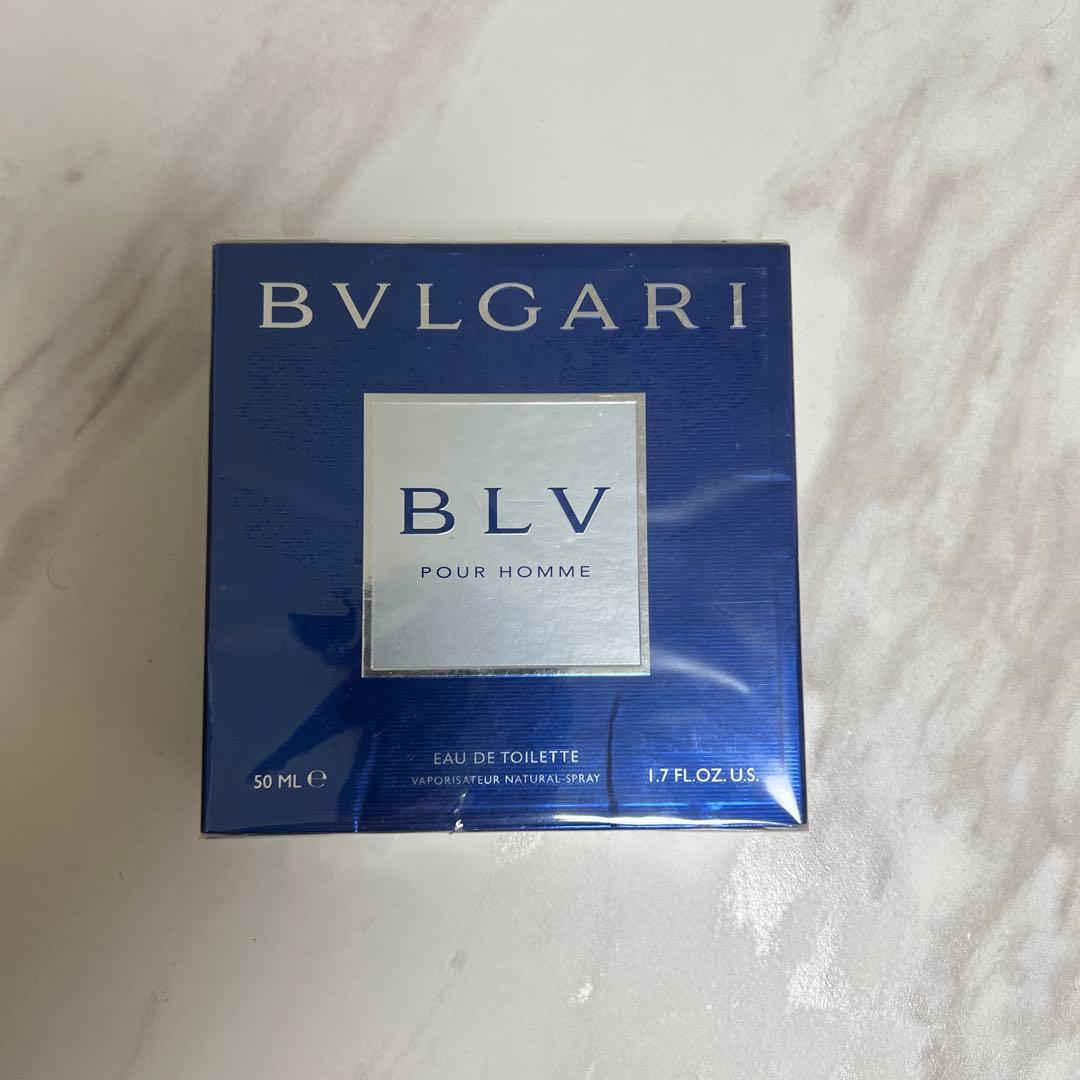 BVLGARI
BLV
POUR HOMME
EAU DE TOILETTE
50 ML ℮
VAPORISATEUR NATURAL SPRAY
1.7 FL.OZ. U.S.